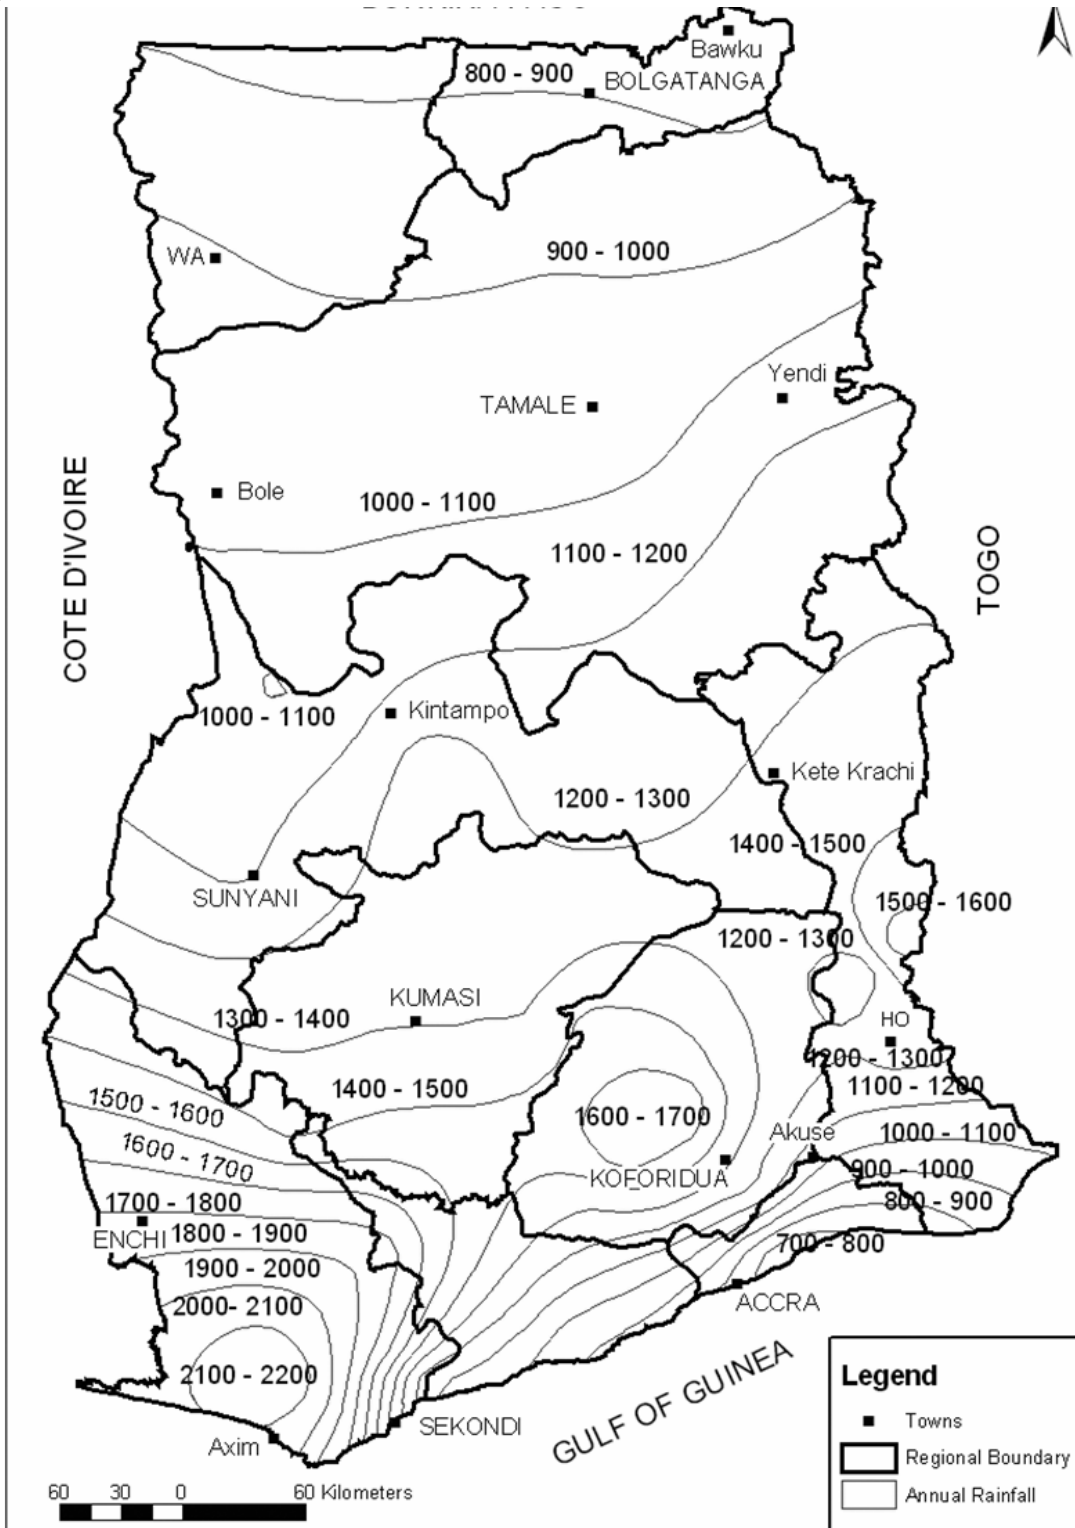 Bawku
800 - 900
BOLGATANGA
WA
900 - 1000
Yendi
TAMALE
Bole
1000 - 1100
1100 - 1200
COTE D'IVOIRE
TOGO
1000 - 1100
Kintampo
Kete Krachi
1200 - 1300
1400 - 1500
SUNYANI
1500 - 1600
1200 - 1300
KUMASI
1300 - 1400
HO
1200 - 1300
1400 - 1500
1100 - 1200
1500 - 1600
1600 - 1700
Akuse
1000 - 1100
1600 - 1700
KOFORIDUA
900 - 1000
1700 - 1800
800 - 900
ENCHI
1800 - 1900
700 - 800
1900 - 2000
2000- 2100
ACCRA
2100 - 2200
GULF OF GUINEA
SEKONDI
Axim
Legend
Towns
Regional Boundary
Annual Rainfall
60 30 0 60 Kilometers